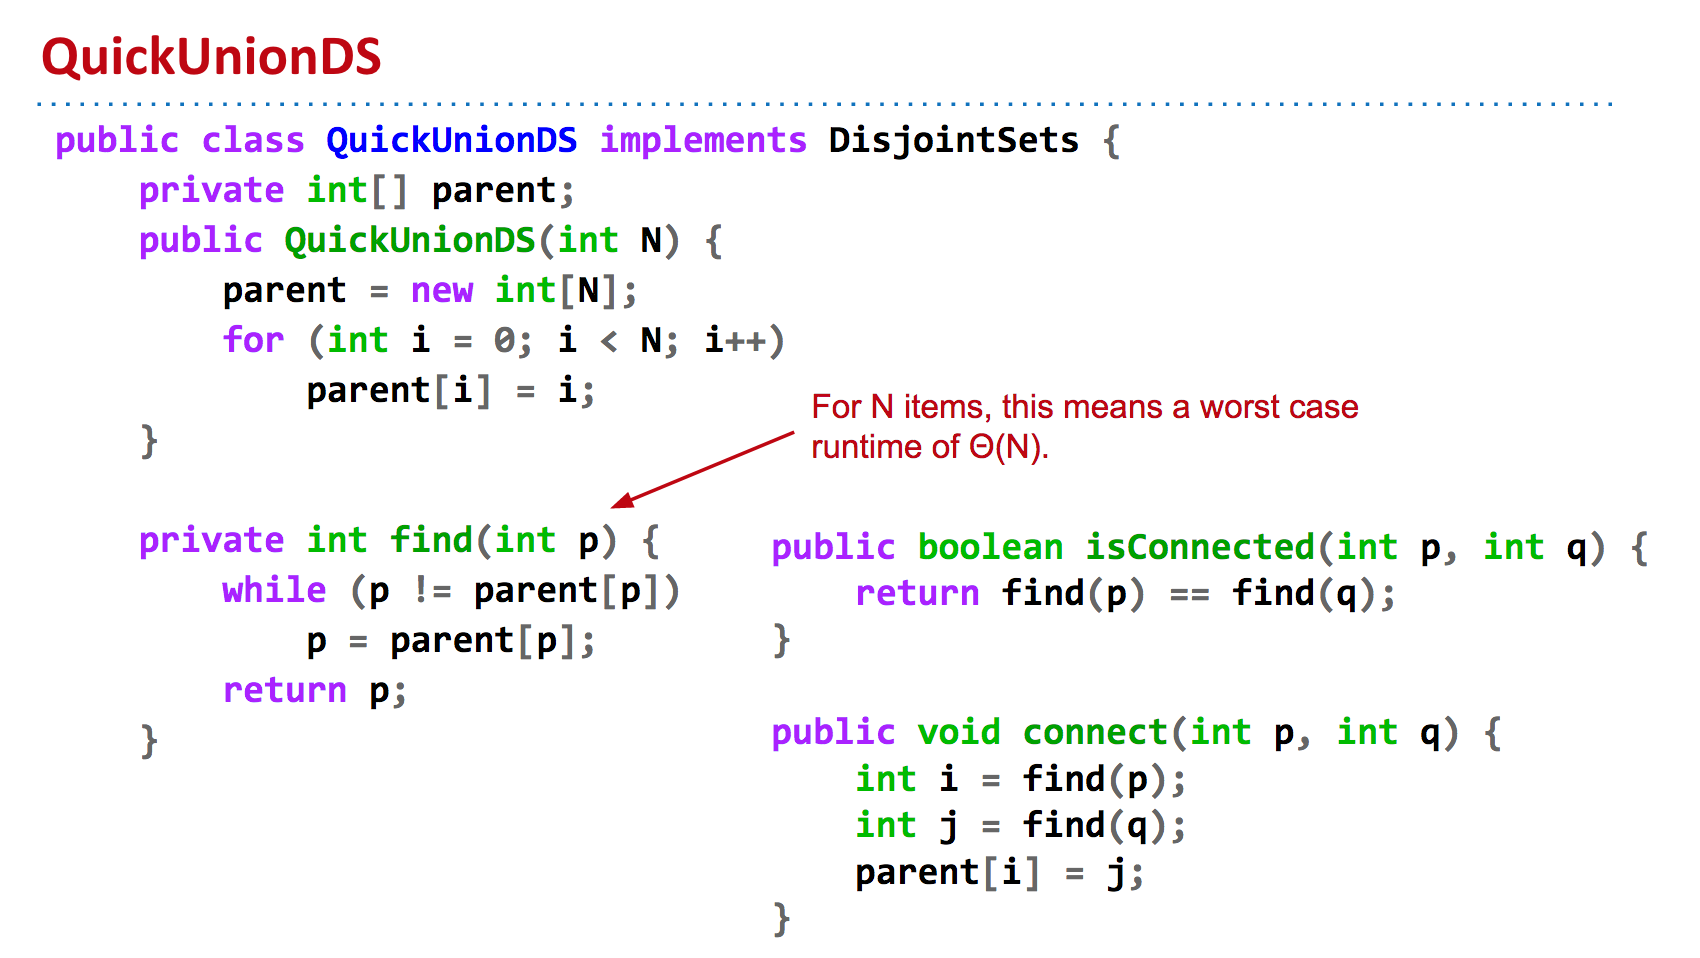 QuickUnionDS
public class QuickUnionDS implements DisjointSets {
    private int[] parent;
    public QuickUnionDS(int N) {
        parent = new int[N];
        for (int i = 0; i < N; i++)
            parent[i] = i;
    }
For N items, this means a worst case
runtime of Θ(N).
    private int find(int p) {
        while (p != parent[p])
            p = parent[p];
        return p;
    }
public boolean isConnected(int p, int q) {
    return find(p) == find(q);
}
public void connect(int p, int q) {
    int i = find(p);
    int j = find(q);
    parent[i] = j;
}